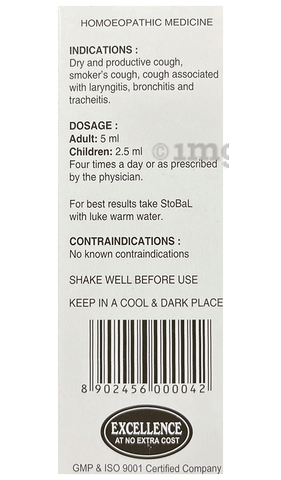 HOMOEOPATHIC MEDICINE
INDICATIONS :
Dry and productive cough,
smoker's cough, cough associated
with laryngitis, bronchitis and
tracheitis.
DOSAGE :
Adult: 5 ml
Children: 2.5 ml
Four times a day or as prescribed
by the physician.
For best results take StoBaL
with luke warm water.
CONTRAINDICATIONS :
No known contraindications
SHAKE WELL BEFORE USE
KEEP IN A COOL & DARK PLACE
8 902456 000042
EXCELLENCE
AT NO EXTRA COST
GMP & ISO 9001 Certified Company